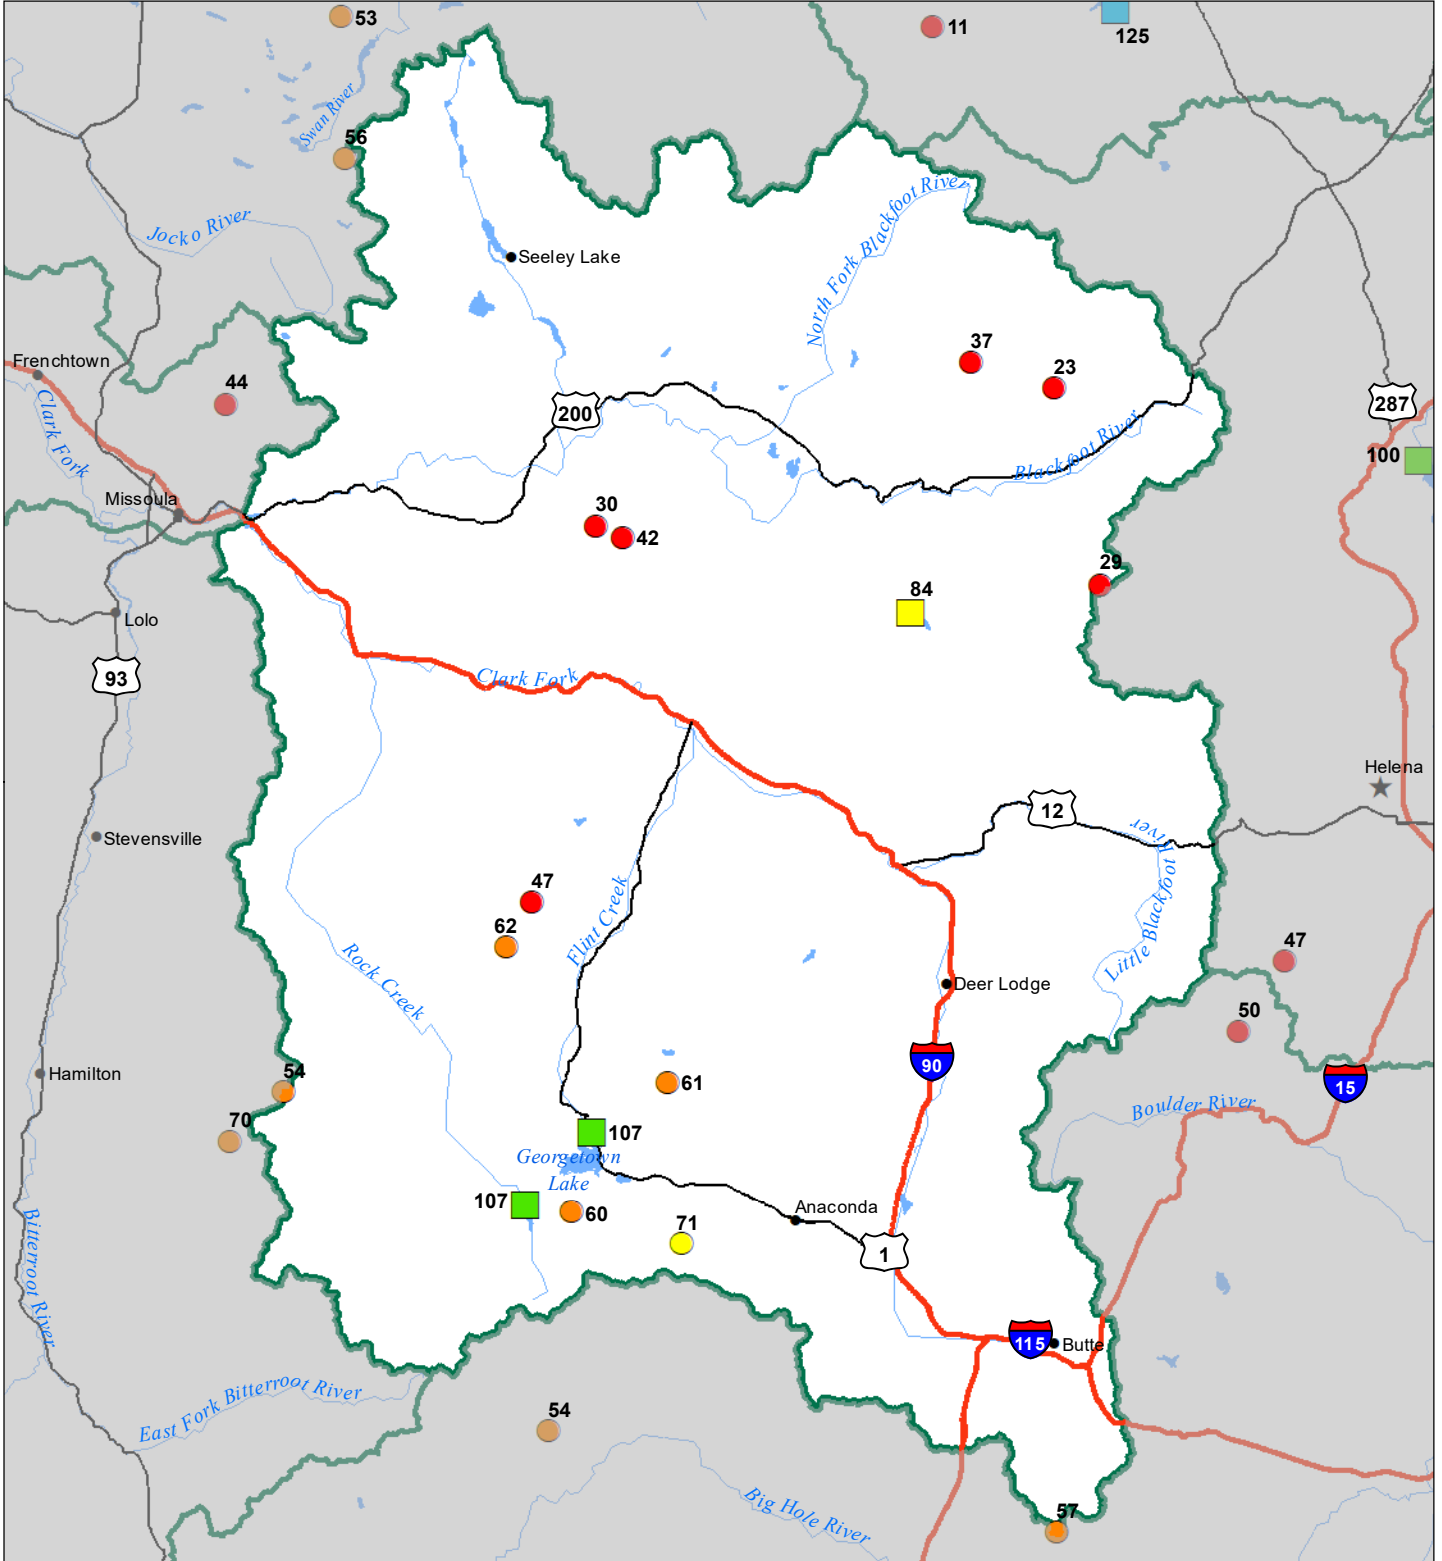 53
11
125
Swan River
56
Jocko River
North Fork Blackfoot River
Seeley Lake
37
23
Frenchtown
44
Clark Fork
200
287
Blackfoot River
100
Missoula
30
42
29
84
Lolo
93
Clark Fork
Helena
12
Little Blackfoot River
Stevensville
47
62
Flint Creek
Rock Creek
47
Deer Lodge
50
90
Hamilton
54
61
15
70
107
Boulder River
Georgetown
Lake
107
60
Anaconda
71
1
Bitterroot River
115
Butte
East Fork Bitterroot River
54
Big Hole River
57